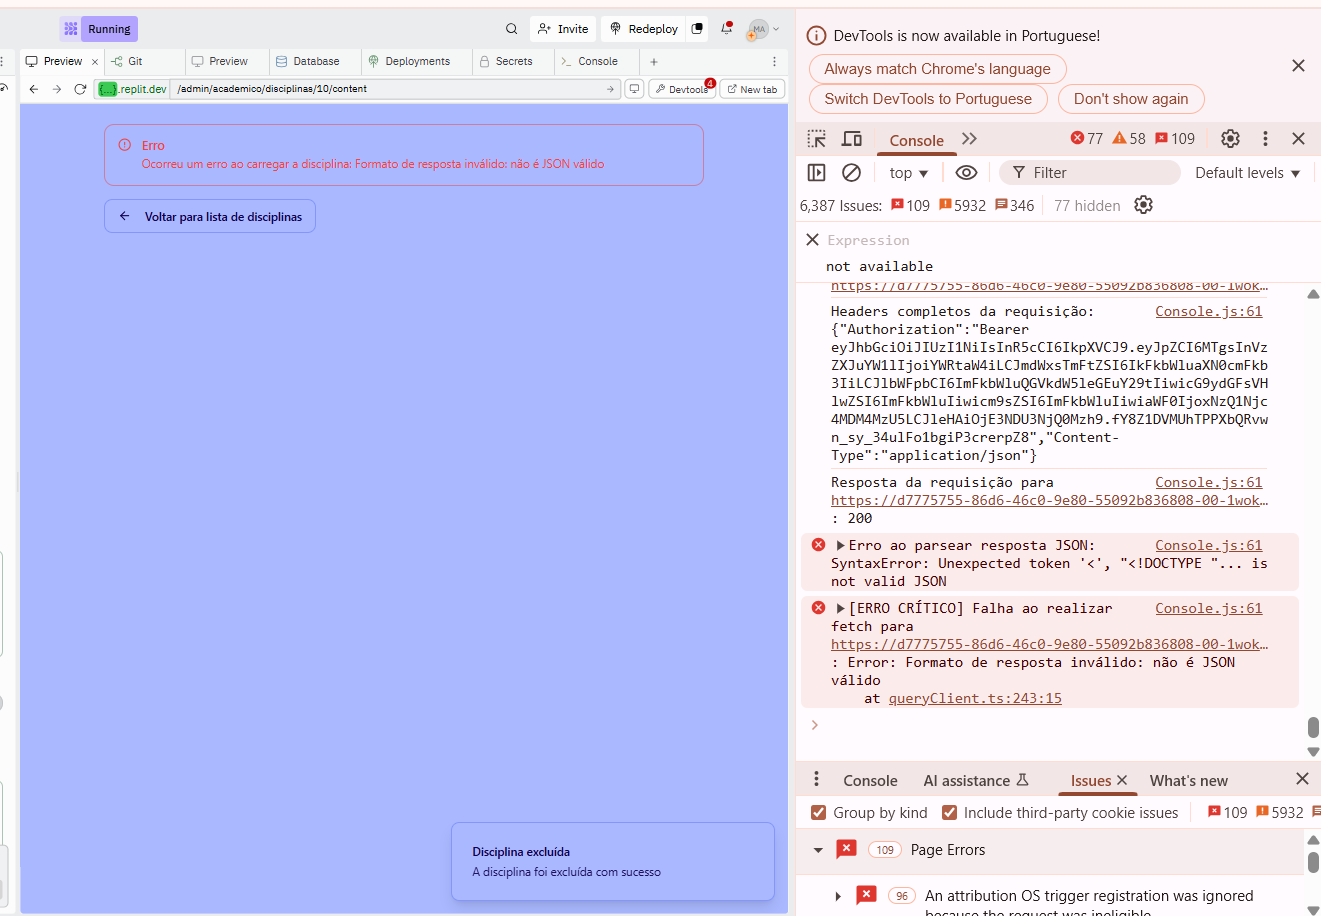 Running
Invite
Redeploy
MA
Preview
Git
Preview
Database
Deployments
Secrets
Console
{...}.replit.dev
/admin/academico/disciplinas/10/content
Devtools
4
New tab
Erro
Ocorreu um erro ao carregar a disciplina: Formato de resposta inválido: não é JSON válido
Voltar para lista de disciplinas
Disciplina excluída
A disciplina foi excluída com sucesso
DevTools is now available in Portuguese!
Always match Chrome's language
Switch DevTools to Portuguese
Don't show again
Console
77
58
109
top
Filter
Default levels
6,387 Issues:
109
5932
346
77 hidden
Expression
not available
https://d7775755-86d6-46c0-9e80-55092b836808-00-1wok…
Headers completos da requisição:
Console.js:61
{"Authorization":"Bearer
eyJhbGciOiJIUzI1NiIsInR5cCI6IkpXVCJ9.eyJpZCI6MTgsInVz
ZXJuYW1lIjoiYWRtaW4iLCJmdWxsTmFtZSI6IkFkbWluaXN0cmFkb
3IiLCJlbWFpbCI6ImFkbWluQGVkdW5leGEuY29tIiwicG9ydGFsVH
lwZSI6ImFkbWluIiwicm9sZSI6ImFkbWluIiwiaWF0IjoxNzQ1Njc
4MDM4MzU5LCJleHAiOjE3NDU3NjQ0Mzh9.fY8Z1DVMUhTPPXbQRvw
n_sy_34ulFo1bgiP3crerpZ8","Content-
Type":"application/json"}
Resposta da requisição para
Console.js:61
https://d7775755-86d6-46c0-9e80-55092b836808-00-1wok…
: 200
Erro ao parsear resposta JSON:
Console.js:61
SyntaxError: Unexpected token '<', "<!DOCTYPE "... is
not valid JSON
[ERRO CRÍTICO] Falha ao realizar
Console.js:61
fetch para
https://d7775755-86d6-46c0-9e80-55092b836808-00-1wok…
: Error: Formato de resposta inválido: não é JSON
válido
at queryClient.ts:243:15
Console
AI assistance
Issues
What's new
Group by kind
Include third-party cookie issues
109
5932
109
Page Errors
96
An attribution OS trigger registration was ignored
because the request was ineligible